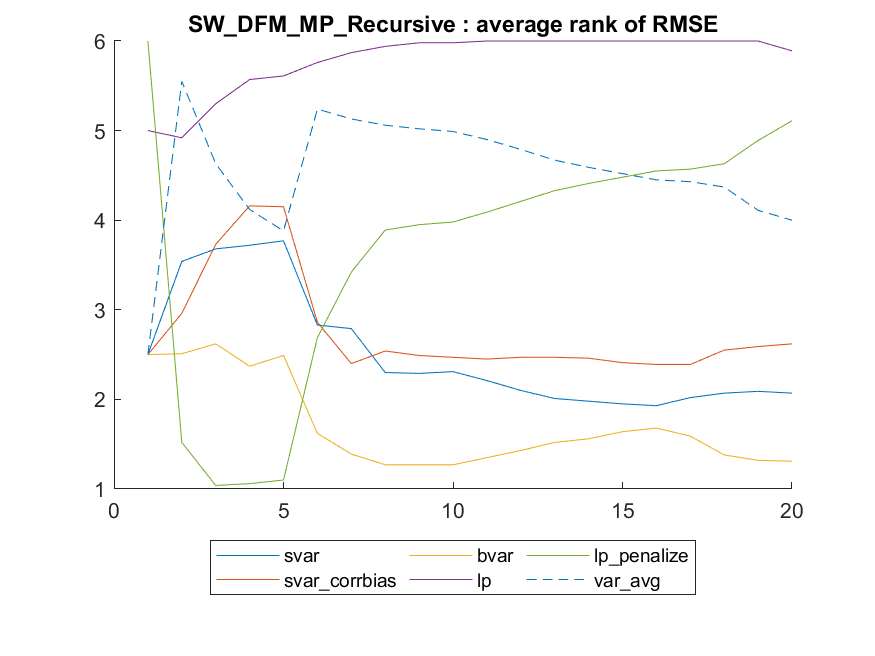 SW_DFM_MP_Recursive : average rank of RMSE
6
5
4
3
2
1
0 5 10 15 20
svar bvar lp_penalize
svar_corrbias lp var_avg